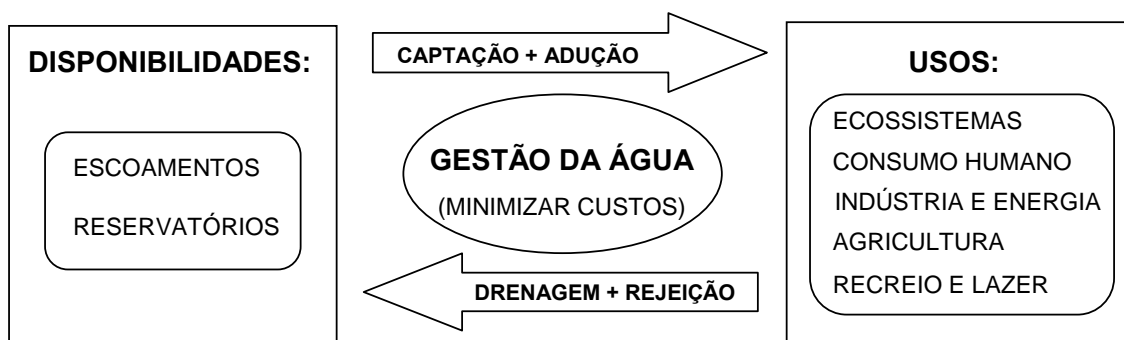 DISPONIBILIDADES:
ESCOAMENTOS
RESERVATÓRIOS
CAPTAÇÃO + ADUÇÃO
GESTÃO DA ÁGUA
(MINIMIZAR CUSTOS)
DRENAGEM + REJEIÇÃO
USOS:
ECOSSISTEMAS
CONSUMO HUMANO
INDÚSTRIA E ENERGIA
AGRICULTURA
RECREIO E LAZER